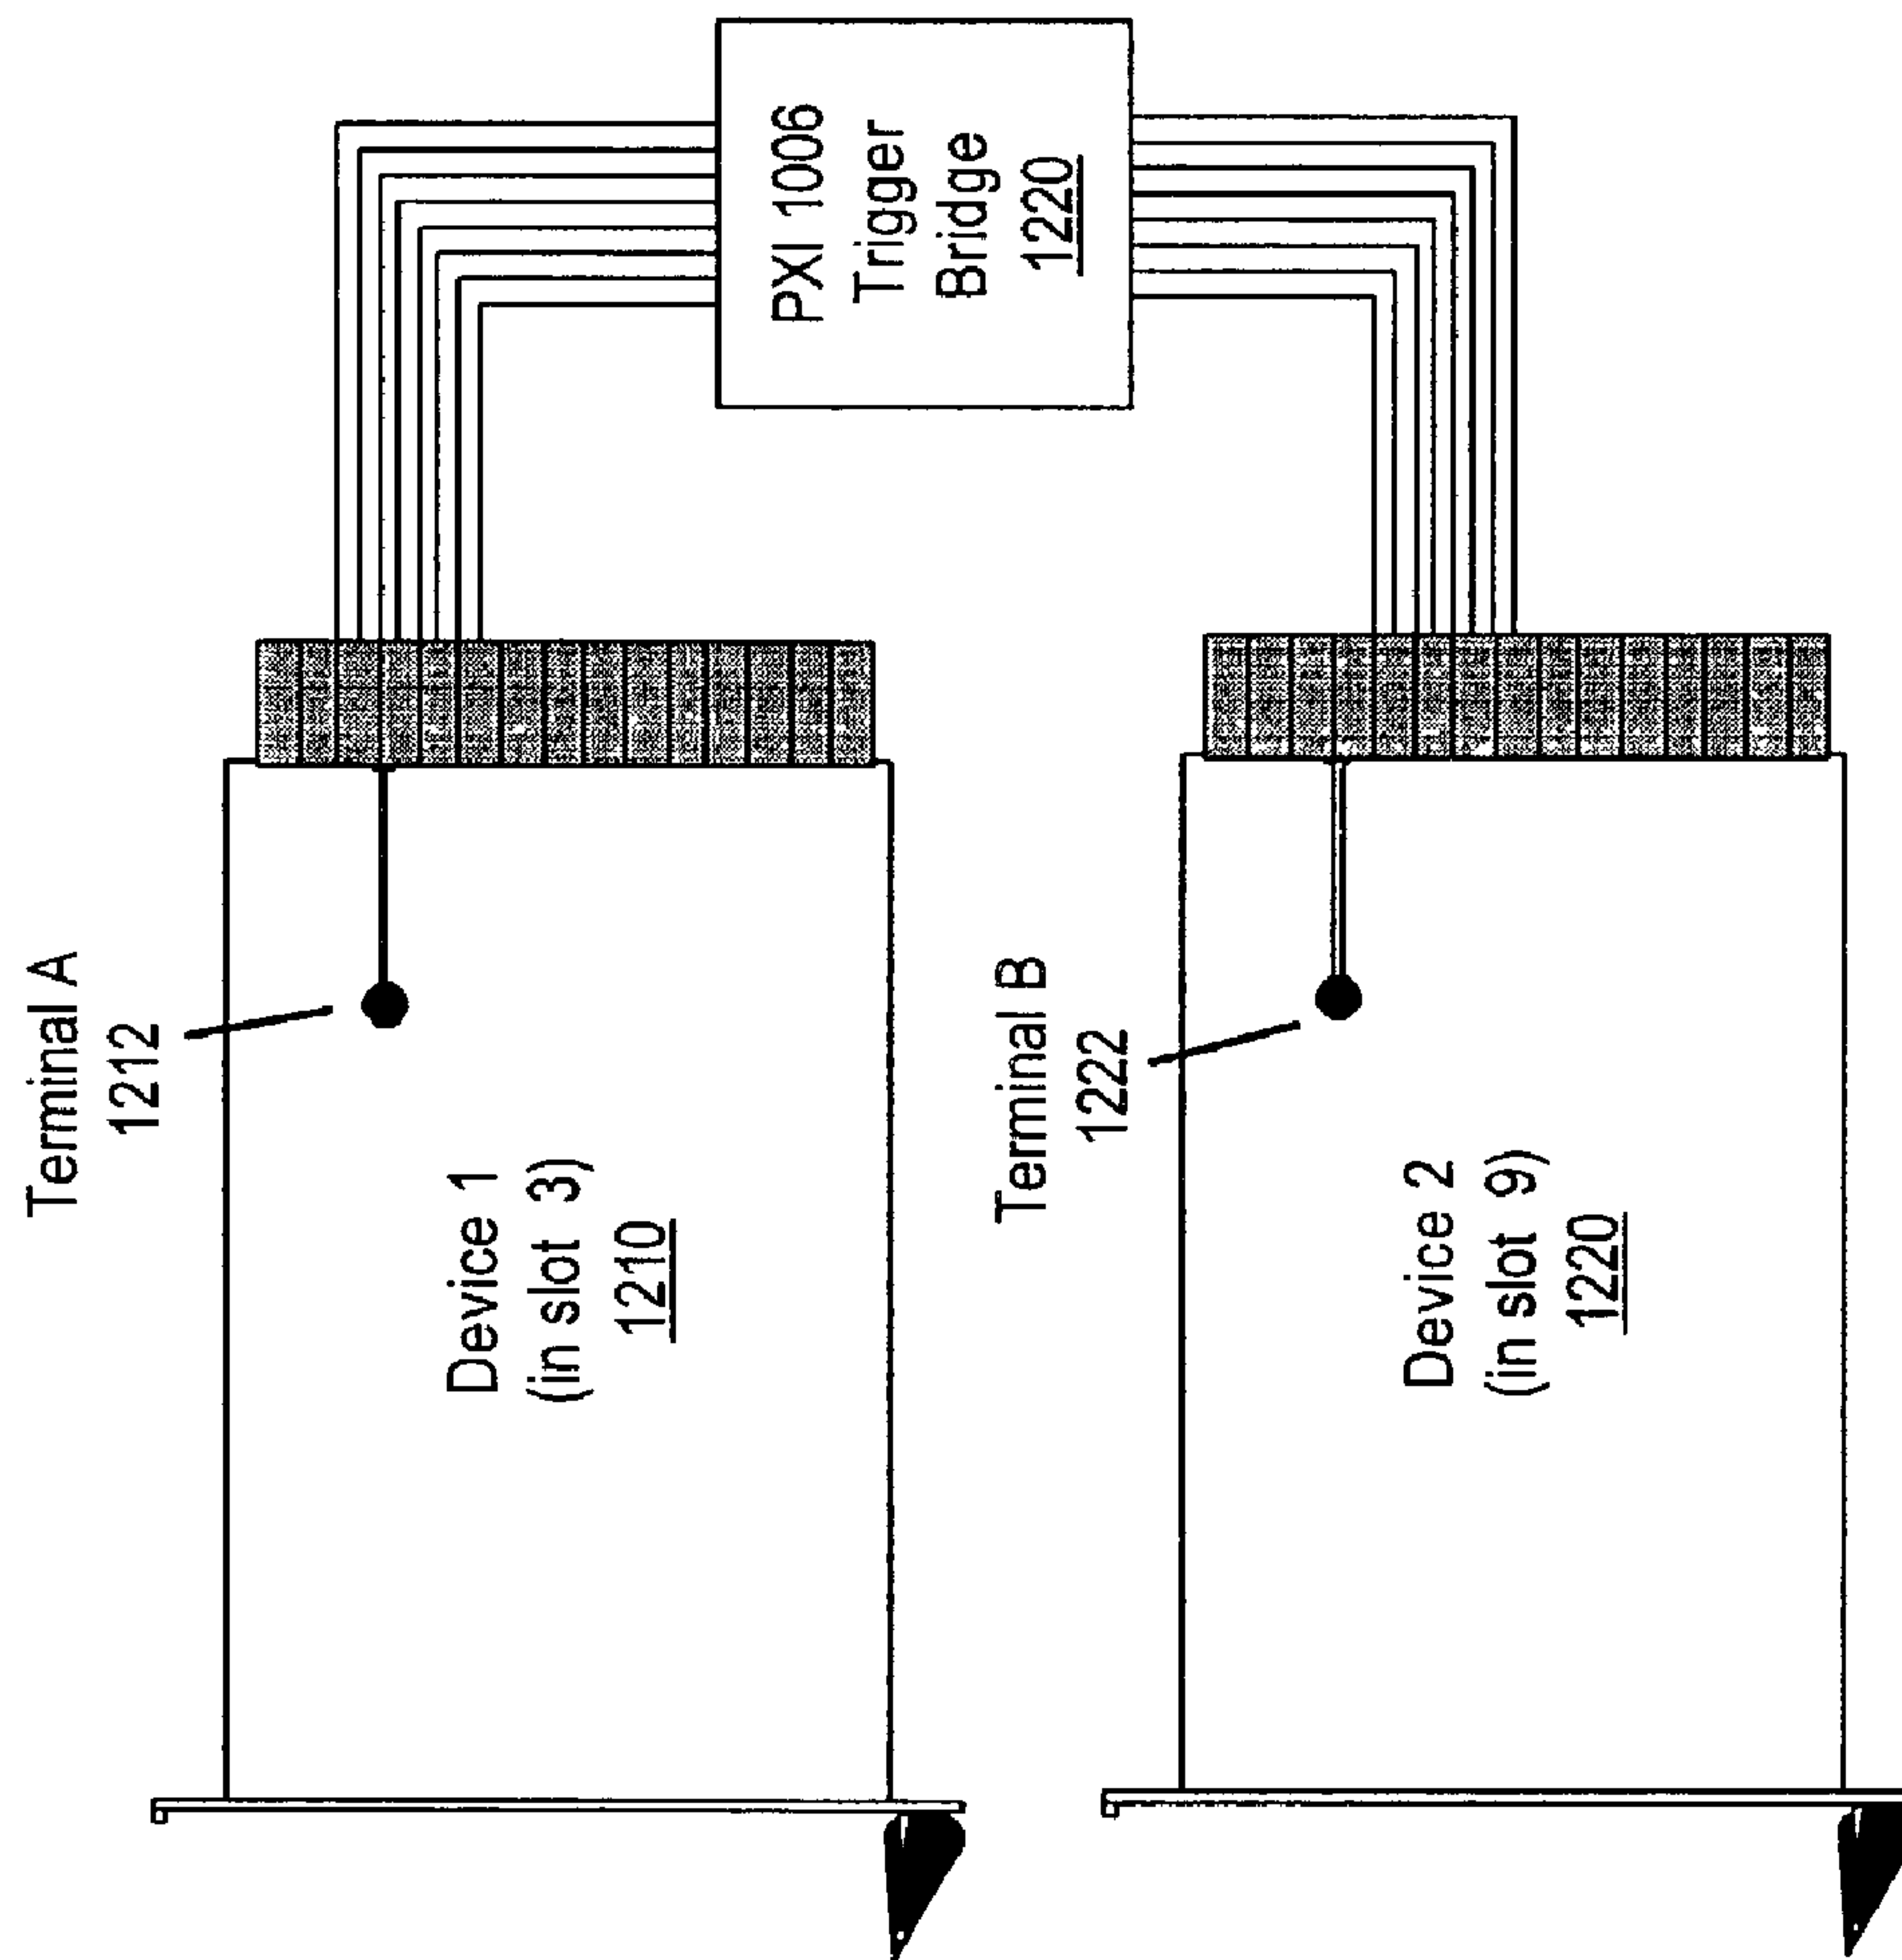 Terminal A
1212
Device 1
(in slot 3)
1210
Terminal B
1222
Device 2
(in slot 9)
1220
PXI 1006
Trigger
Bridge
1220